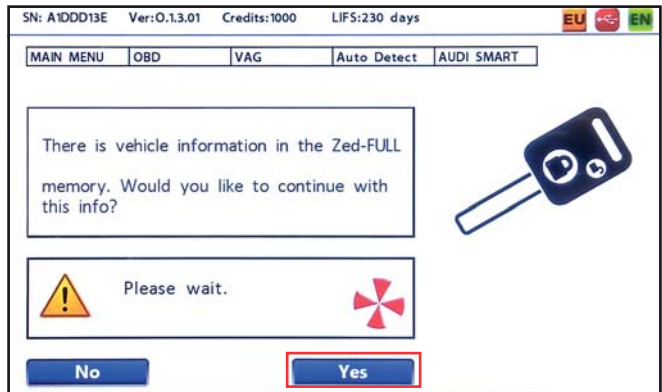 SN: A1DDD13E Ver:O.1.3.01 Credits:1000 LIFS:230 days EU EN
MAIN MENU OBD VAG Auto Detect AUDI SMART
There is vehicle information in the Zed-FULL
memory. Would you like to continue with
this info?
Please wait.
No Yes